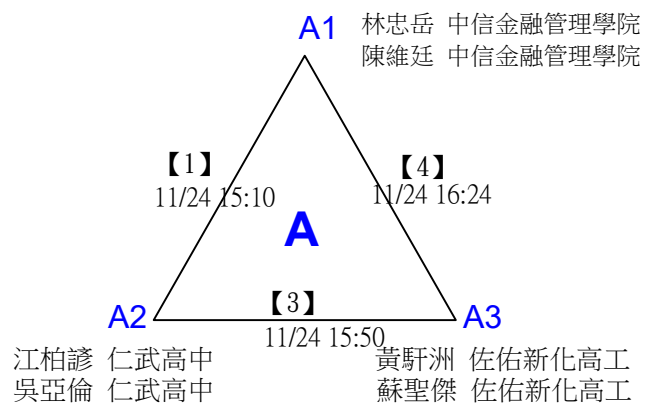 A1
林忠岳 中信金融管理學院
陳維廷 中信金融管理學院
【1】
11/24 15:10
【4】
11/24 16:24
A
A2
【3】
11/24 15:50
A3
江柏諺 仁武高中
吳亞倫 仁武高中
黃馯洲 佐佑新化高工
蘇聖傑 佐佑新化高工